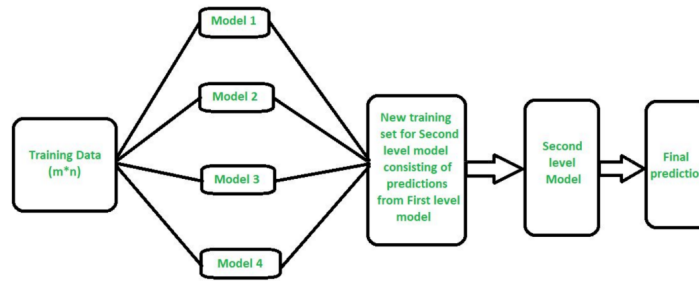 Model 1
Model 2
Training Data
(m*n)
Model 3
Model 4
New training
set for Second
level model
consisting of
predictions
from First level
model
Second
level
Model
Final
prediction